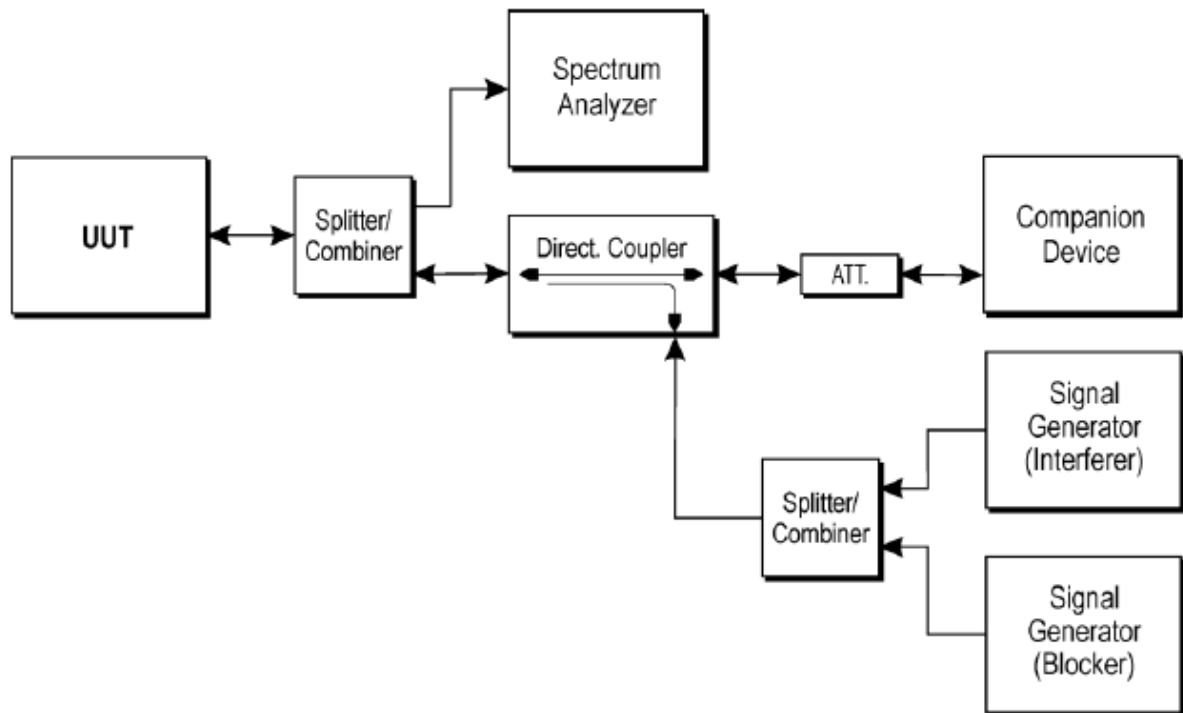 Spectrum
Analyzer
UUT
Splitter/
Combiner
Direct. Coupler
ATT.
Companion
Device
Signal
Generator
(Interferer)
Splitter/
Combiner
Signal
Generator
(Blocker)